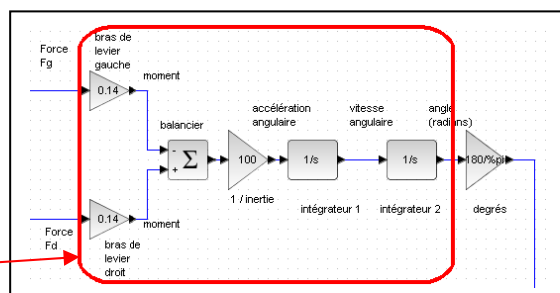 Force
Fg
bras de
levier
gauche
0.14
moment
balancier
-
+
Σ
100
1 / inertie
accélération
angulaire
1/s
intégrateur 1
vitesse
angulaire
1/s
intégrateur 2
angle
(radians)
180/%pi
degrés
0.14
moment
Force
Fd
bras de
levier
droit